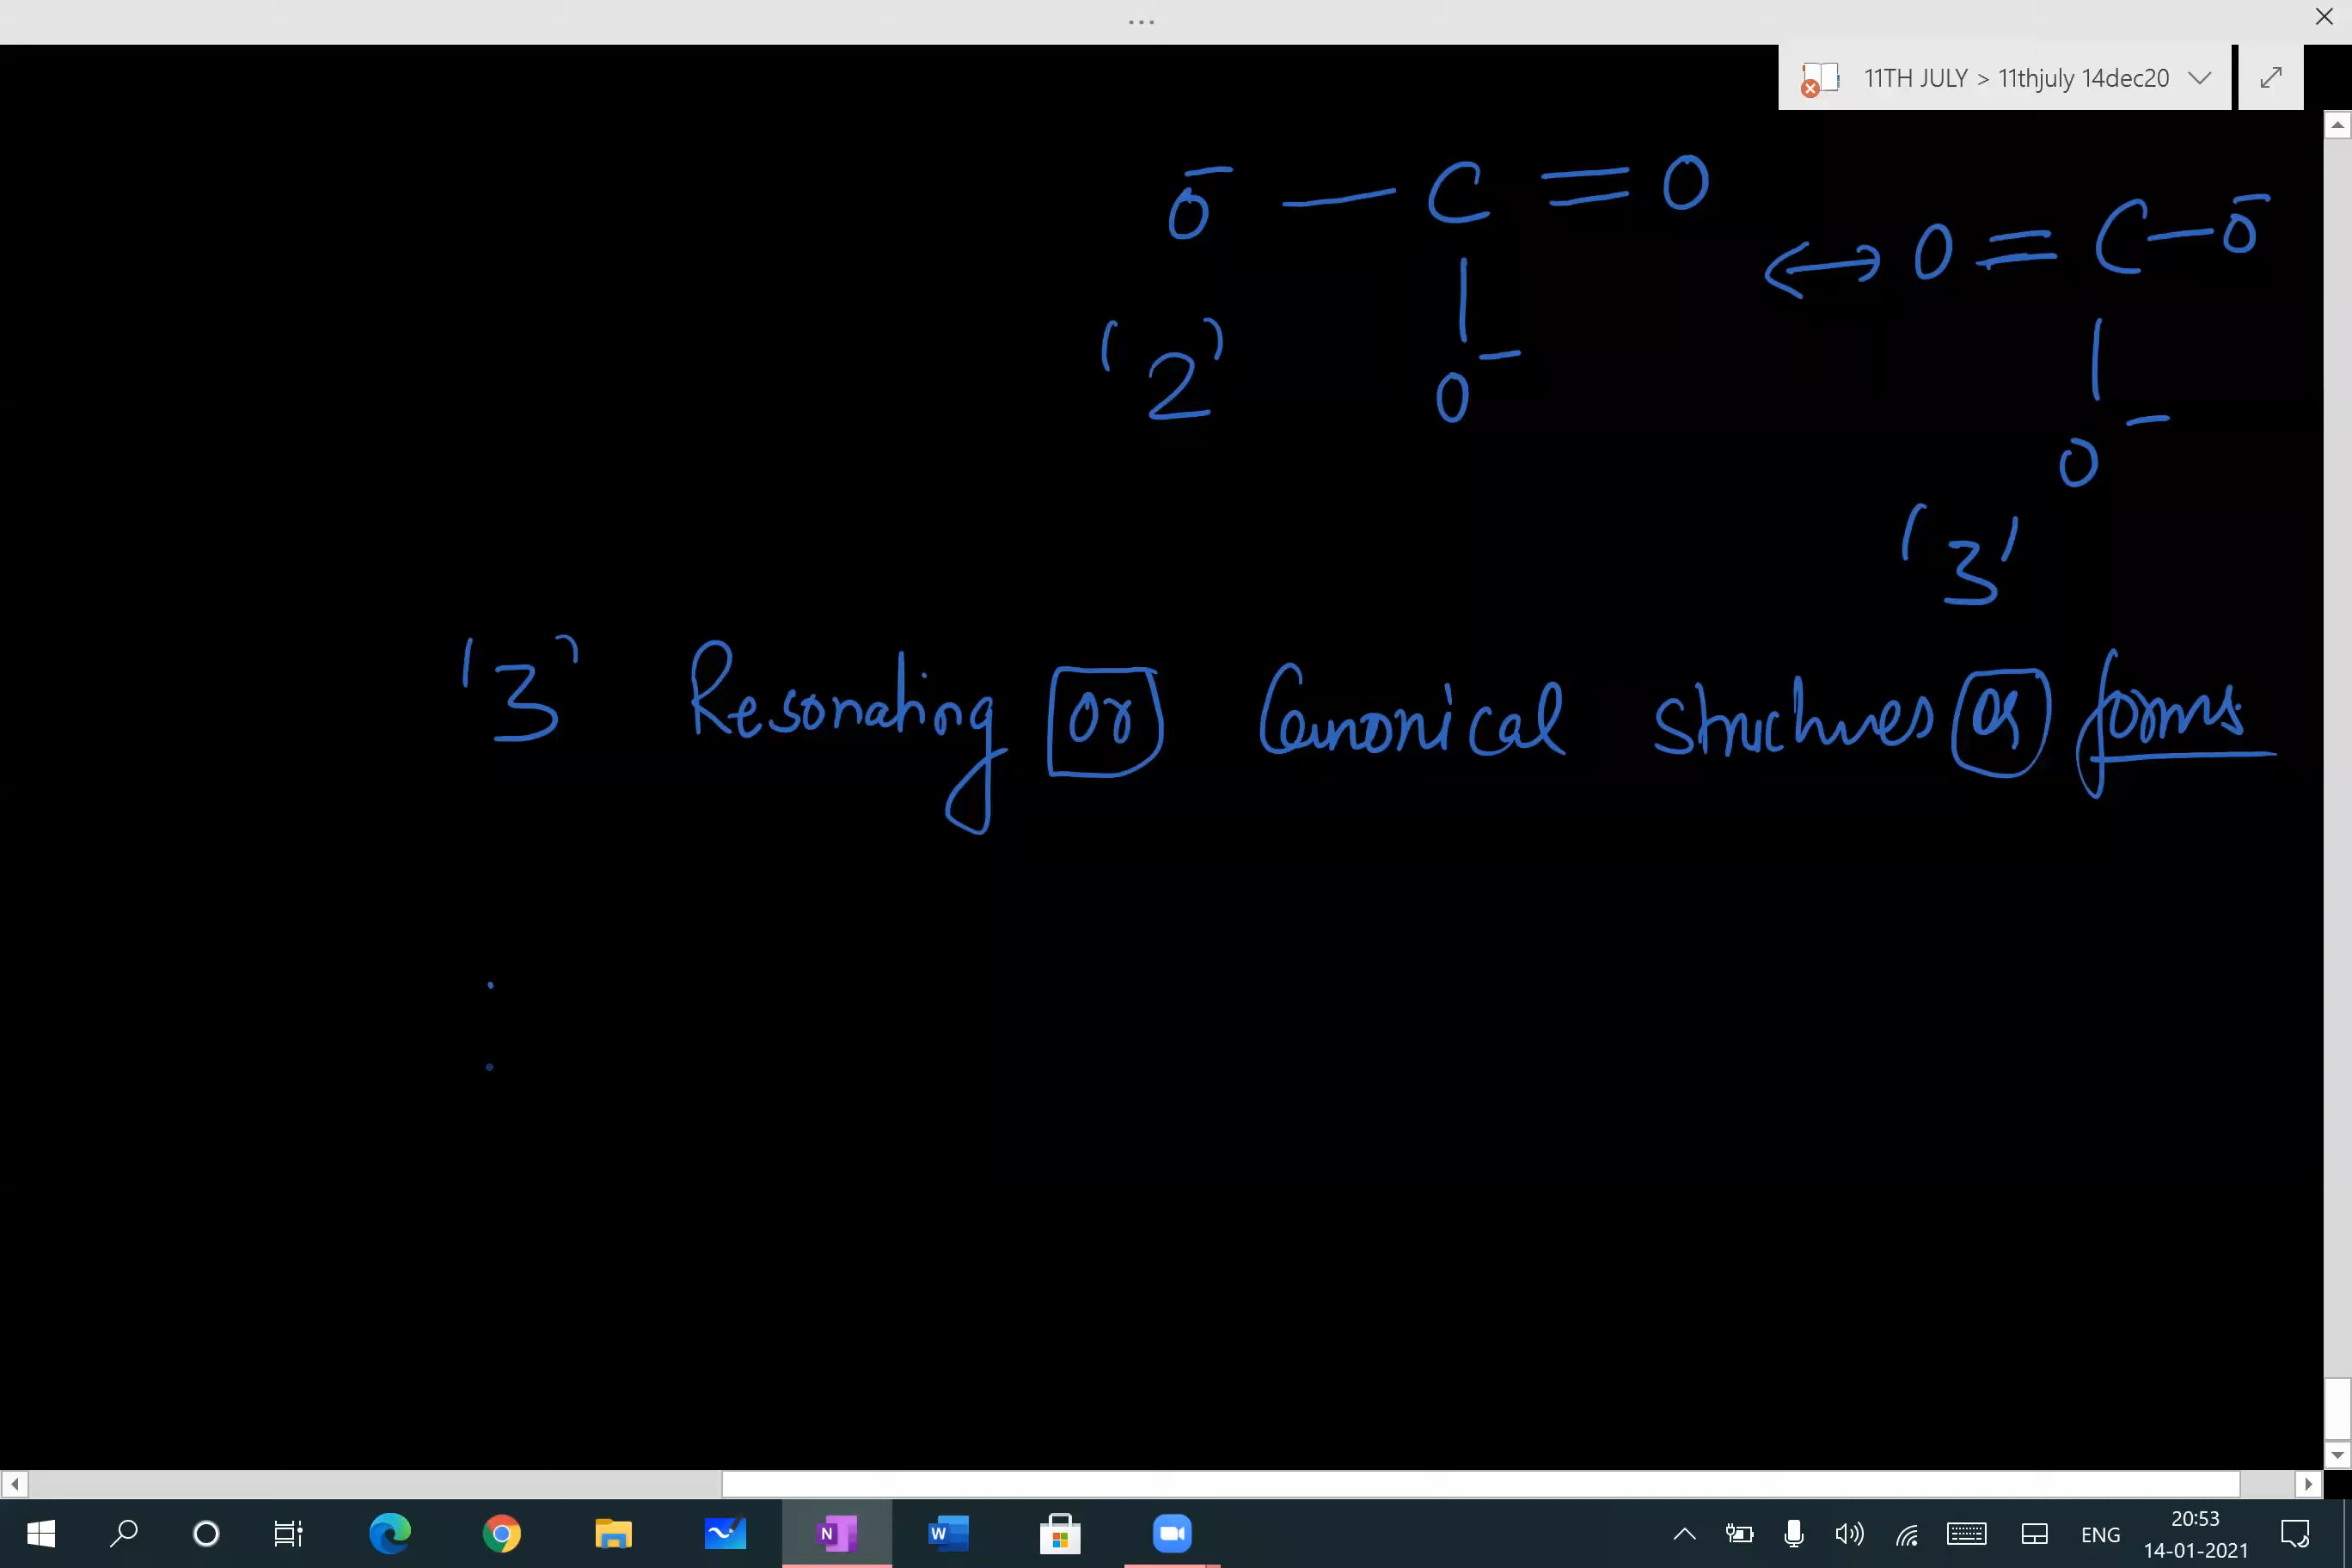 11TH JULY > 11thjuly 14dec20
O⁻ — C = O
|
O⁻
'2'
↔ O = C — O⁻
|
O⁻
'3'
'3' Resonating or Canonical structures or forms.
ENG
20:53
14-01-2021